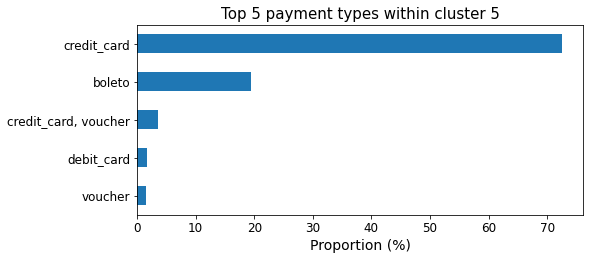 Top 5 payment types within cluster 5
credit_card
boleto
credit_card, voucher
debit_card
voucher
0 10 20 30 40 50 60 70
Proportion (%)